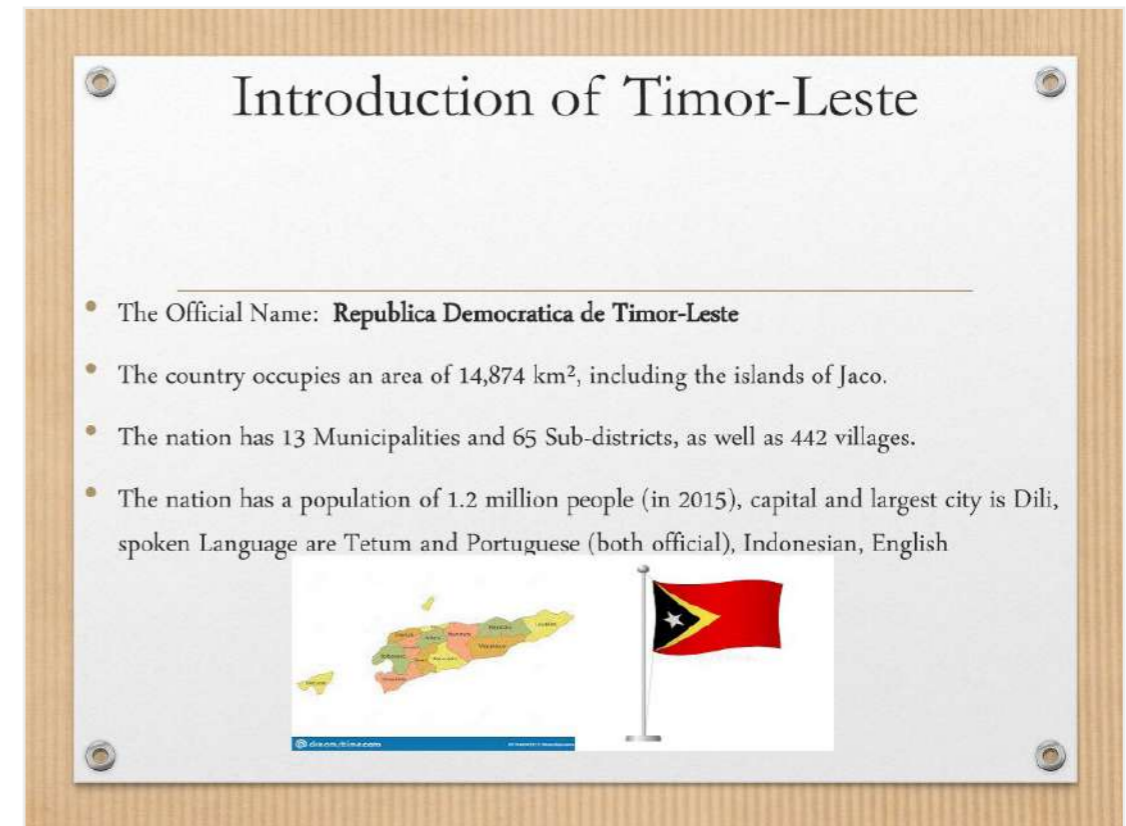 Introduction of Timor-Leste
• The Official Name: Republica Democratica de Timor-Leste
• The country occupies an area of 14,874 km², including the islands of Jaco.
• The nation has 13 Municipalities and 65 Sub-districts, as well as 442 villages.
• The nation has a population of 1.2 million people (in 2015), capital and largest city is Dili,
spoken Language are Tetum and Portuguese (both official), Indonesian, English
dreamstime.com